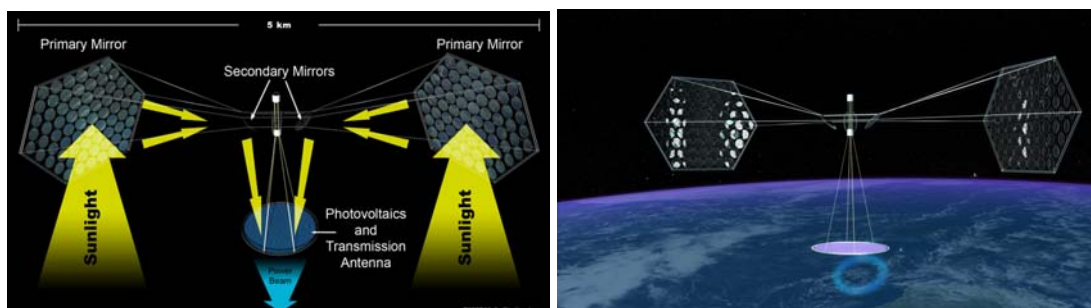 5 km
Primary Mirror
Primary Mirror
Secondary Mirrors
Sunlight
Sunlight
Photovoltaics
and
Transmission
Antenna
Power
Beam